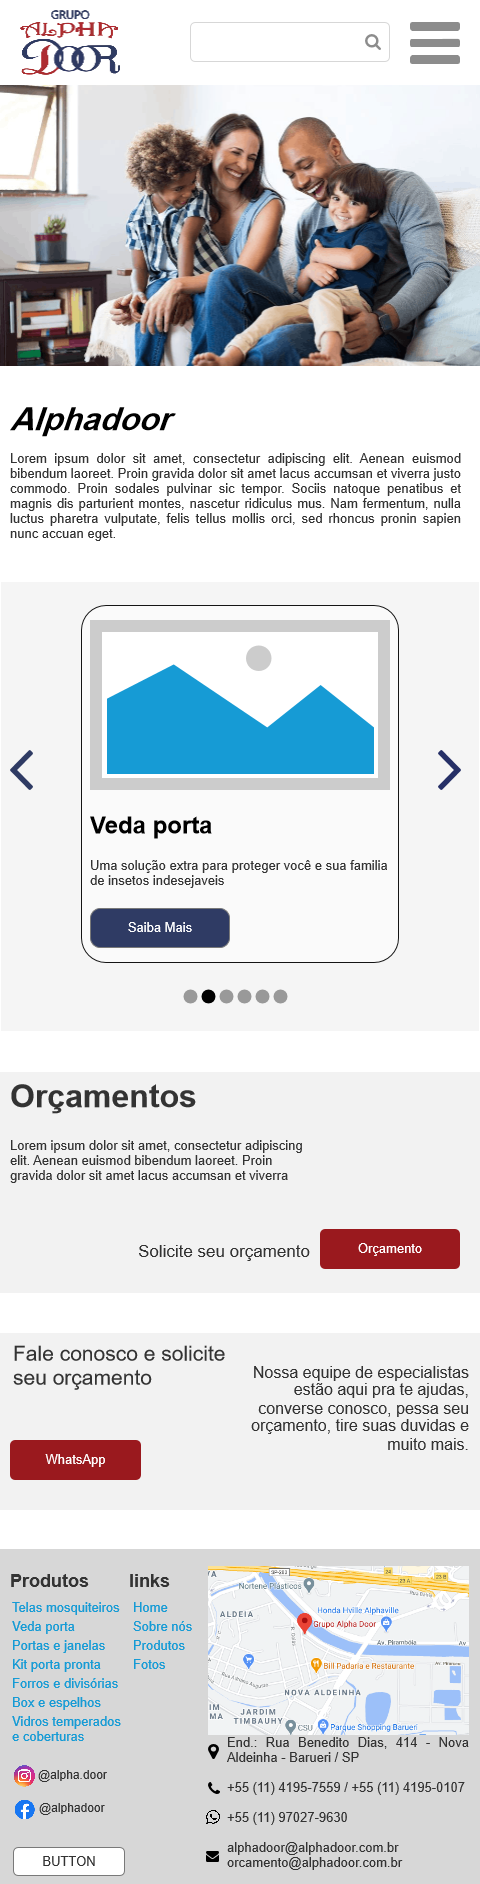 GRUPO
ALPHA
DOOR
Alphadoor
Lorem ipsum dolor sit amet, consectetur adipiscing elit. Aenean euismod
bibendum laoreet. Proin gravida dolor sit amet lacus accumsan et viverra justo
commodo. Proin sodales pulvinar sic tempor. Sociis natoque penatibus et
magnis dis parturient montes, nascetur ridiculus mus. Nam fermentum, nulla
luctus pharetra vulputate, felis tellus mollis orci, sed rhoncus pronin sapien
nunc accuan eget.
Veda porta
Uma solução extra para proteger você e sua familia
de insetos indesejaveis
Saiba Mais
Orçamentos
Lorem ipsum dolor sit amet, consectetur adipiscing
elit. Aenean euismod bibendum laoreet. Proin
gravida dolor sit amet lacus accumsan et viverra
Solicite seu orçamento
Orçamento
Fale conosco e solicite
seu orçamento
WhatsApp
Nossa equipe de especialistas
estão aqui pra te ajudas,
converse conosco, pessa seu
orçamento, tire suas duvidas e
muito mais.
Produtos
Telas mosquiteiros
Veda porta
Portas e janelas
Kit porta pronta
Forros e divisórias
Box e espelhos
Vidros temperados
e coberturas
links
Home
Sobre nós
Produtos
Fotos
@alpha.door
@alphadoor
BUTTON
Nortene Plásticos
ALDEIA
Honda Hville Alphaville
Grupo Alpha Door
Av. Piramboia
Bill Padaria e Restaurante
NOVA ALDEINHA
JARDIM
TIMBAUHY
CSU
Parque Shopping Barueri
End.: Rua Benedito Dias, 414 - Nova
Aldeinha - Barueri / SP
+55 (11) 4195-7559 / +55 (11) 4195-0107
+55 (11) 97027-9630
alphadoor@alphadoor.com.br
orcamento@alphadoor.com.br